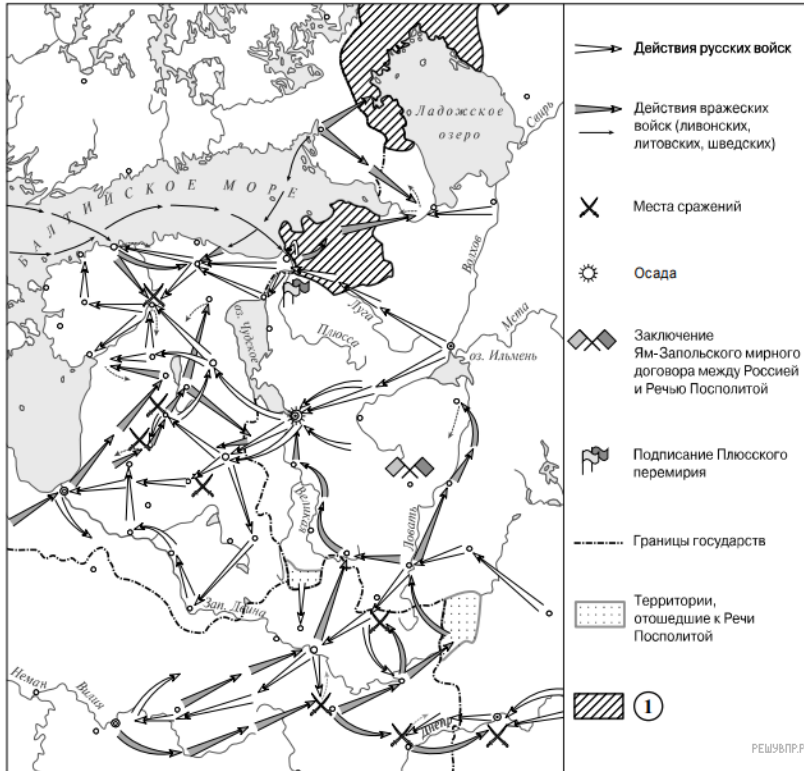 Ладожское
озеро
Свирь
БАЛТИЙСКОЕ МОРЕ
Волхов
Луга
Мста
Плюсса
оз. Чудское
оз. Ильмень
Великая
Ловать
Зап. Двина
Неман
Вилия
Днепр
Действия русских войск
Действия вражеских
войск (ливонских,
литовских, шведских)
Места сражений
Осада
Заключение
Ям-Запольского мирного
договора между Россией
и Речью Посполитой
Подписание Плюсского
перемирия
Границы государств
Территории,
отошедшие к Речи
Посполитой
1
РЕШУВПР.Р